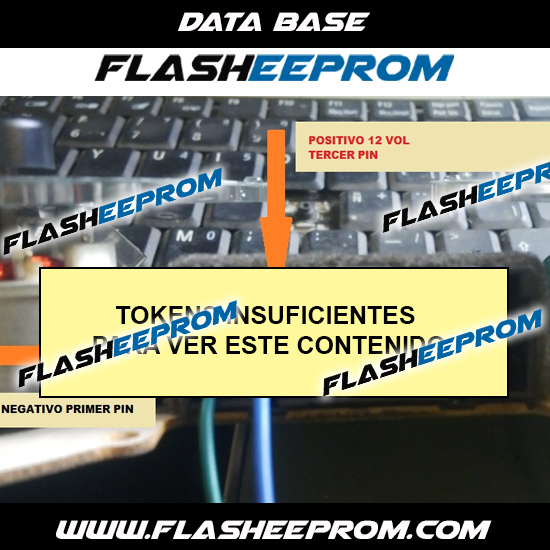 DATA BASE
FLASHEEPROM
POSITIVO 12 VOL
TERCER PIN
FLASHEEPROM
FLASHEEPR
TOKENS INSUFICIENTES
PARA VER ESTE CONTENIDO
FLASHEEPROM
FLASHEEPROM
NEGATIVO PRIMER PIN
WWW.FLASHEEPROM.COM